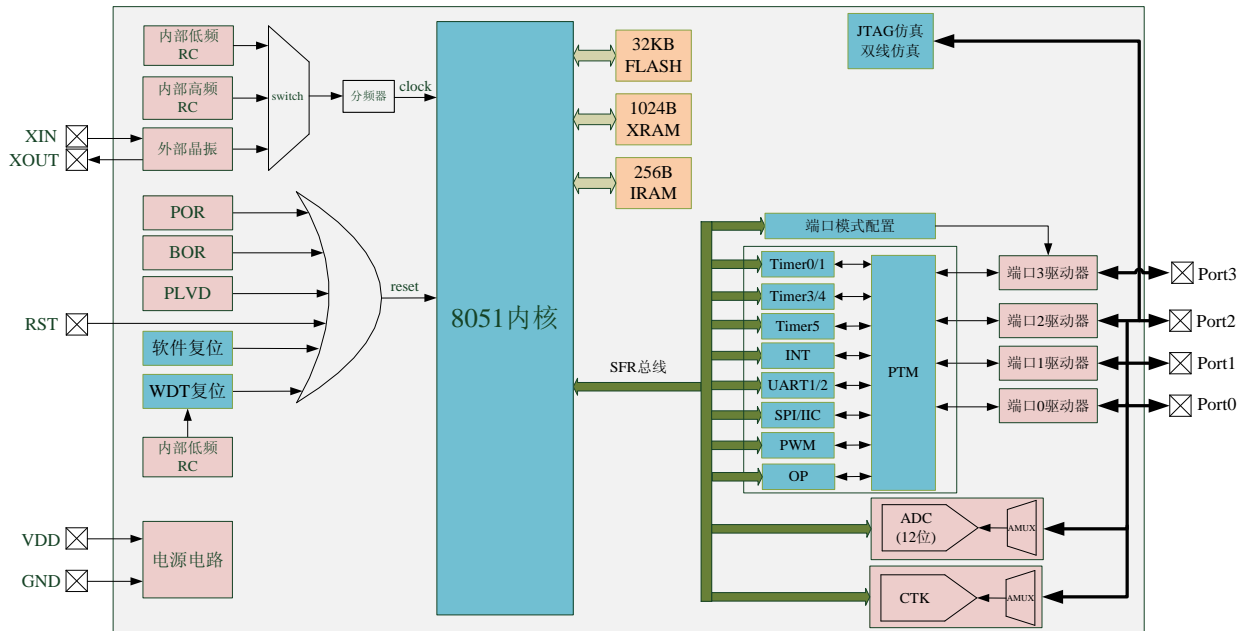 内部低频
RC
内部高频
RC
外部晶振
XIN
XOUT
switch
分频器
clock
POR
BOR
PLVD
RST
软件复位
WDT复位
内部低频
RC
reset
VDD
GND
电源电路
8051内核
32KB
FLASH
1024B
XRAM
256B
IRAM
JTAG仿真
双线仿真
SFR总线
端口模式配置
Timer0/1
Timer3/4
Timer5
INT
UART1/2
SPI/IIC
PWM
OP
PTM
端口3驱动器
端口2驱动器
端口1驱动器
端口0驱动器
Port3
Port2
Port1
Port0
ADC
(12位)
AMUX
CTK
AMUX